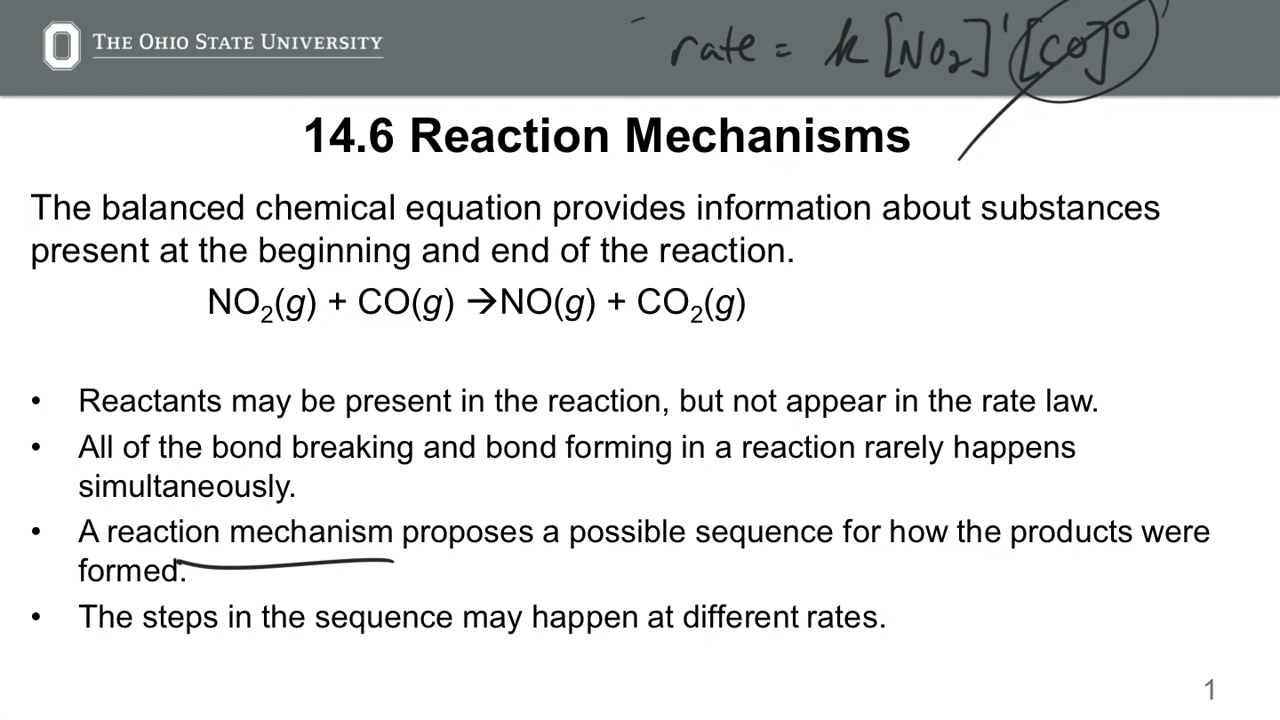 THE OHIO STATE UNIVERSITY
rate = k [NO₂]¹ [CO]⁰
14.6 Reaction Mechanisms
The balanced chemical equation provides information about substances
present at the beginning and end of the reaction.
NO₂(g) + CO(g) →NO(g) + CO₂(g)
• Reactants may be present in the reaction, but not appear in the rate law.
• All of the bond breaking and bond forming in a reaction rarely happens
simultaneously.
• A reaction mechanism proposes a possible sequence for how the products were
formed.
• The steps in the sequence may happen at different rates.
1